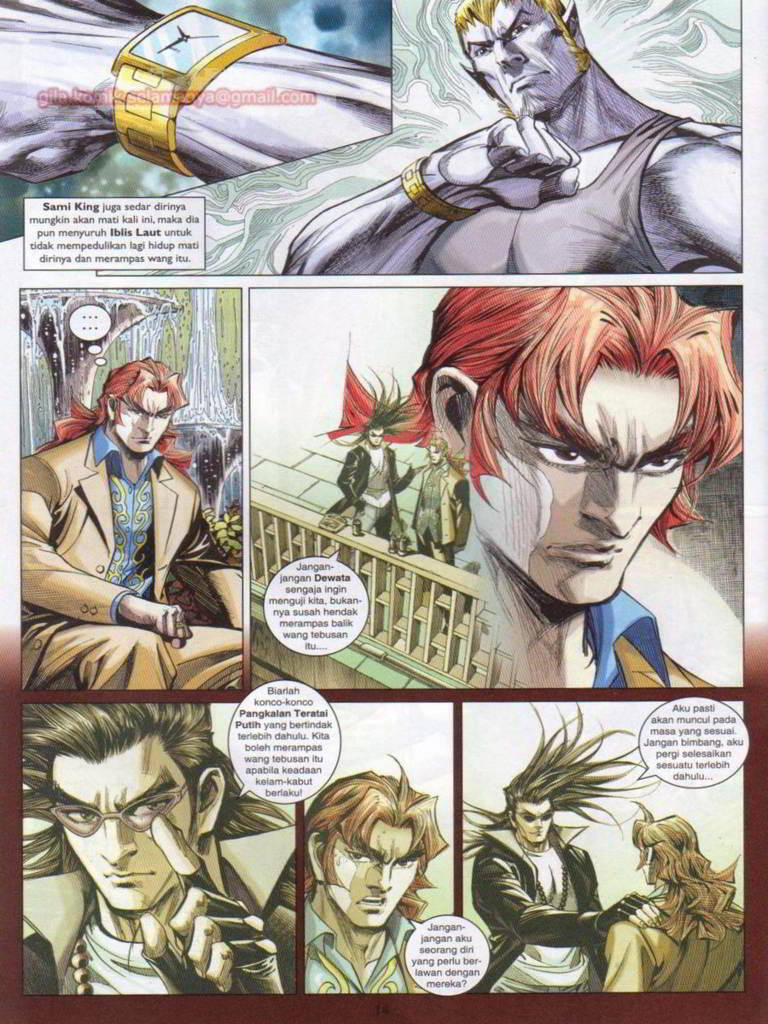 gila.komik.selamanya@gmail.com
Sami King juga sedar dirinya
mungkin akan mati kali ini, maka dia
pun menyuruh Iblis Laut untuk
tidak mempedulikan lagi hidup mati
dirinya dan merampas wang itu.
... ...
Jangan-
jangan Dewata
sengaja ingin
menguji kita, bukan-
nya susah hendak
merampas balik
wang tebusan
itu....
Biarlah
konco-konco
Pangkalan Teratai
Putih yang bertindak
terlebih dahulu. Kita
boleh merampas
wang tebusan itu
apabila keadaan
kelam-kabut
berlaku!
Jangan-
jangan aku
seorang diri
yang perlu ber-
lawan dengan
mereka?
Aku pasti
akan muncul pada
masa yang sesuai.
Jangan bimbang, aku
pergi selesaikan
sesuatu terlebih
dahulu...
14